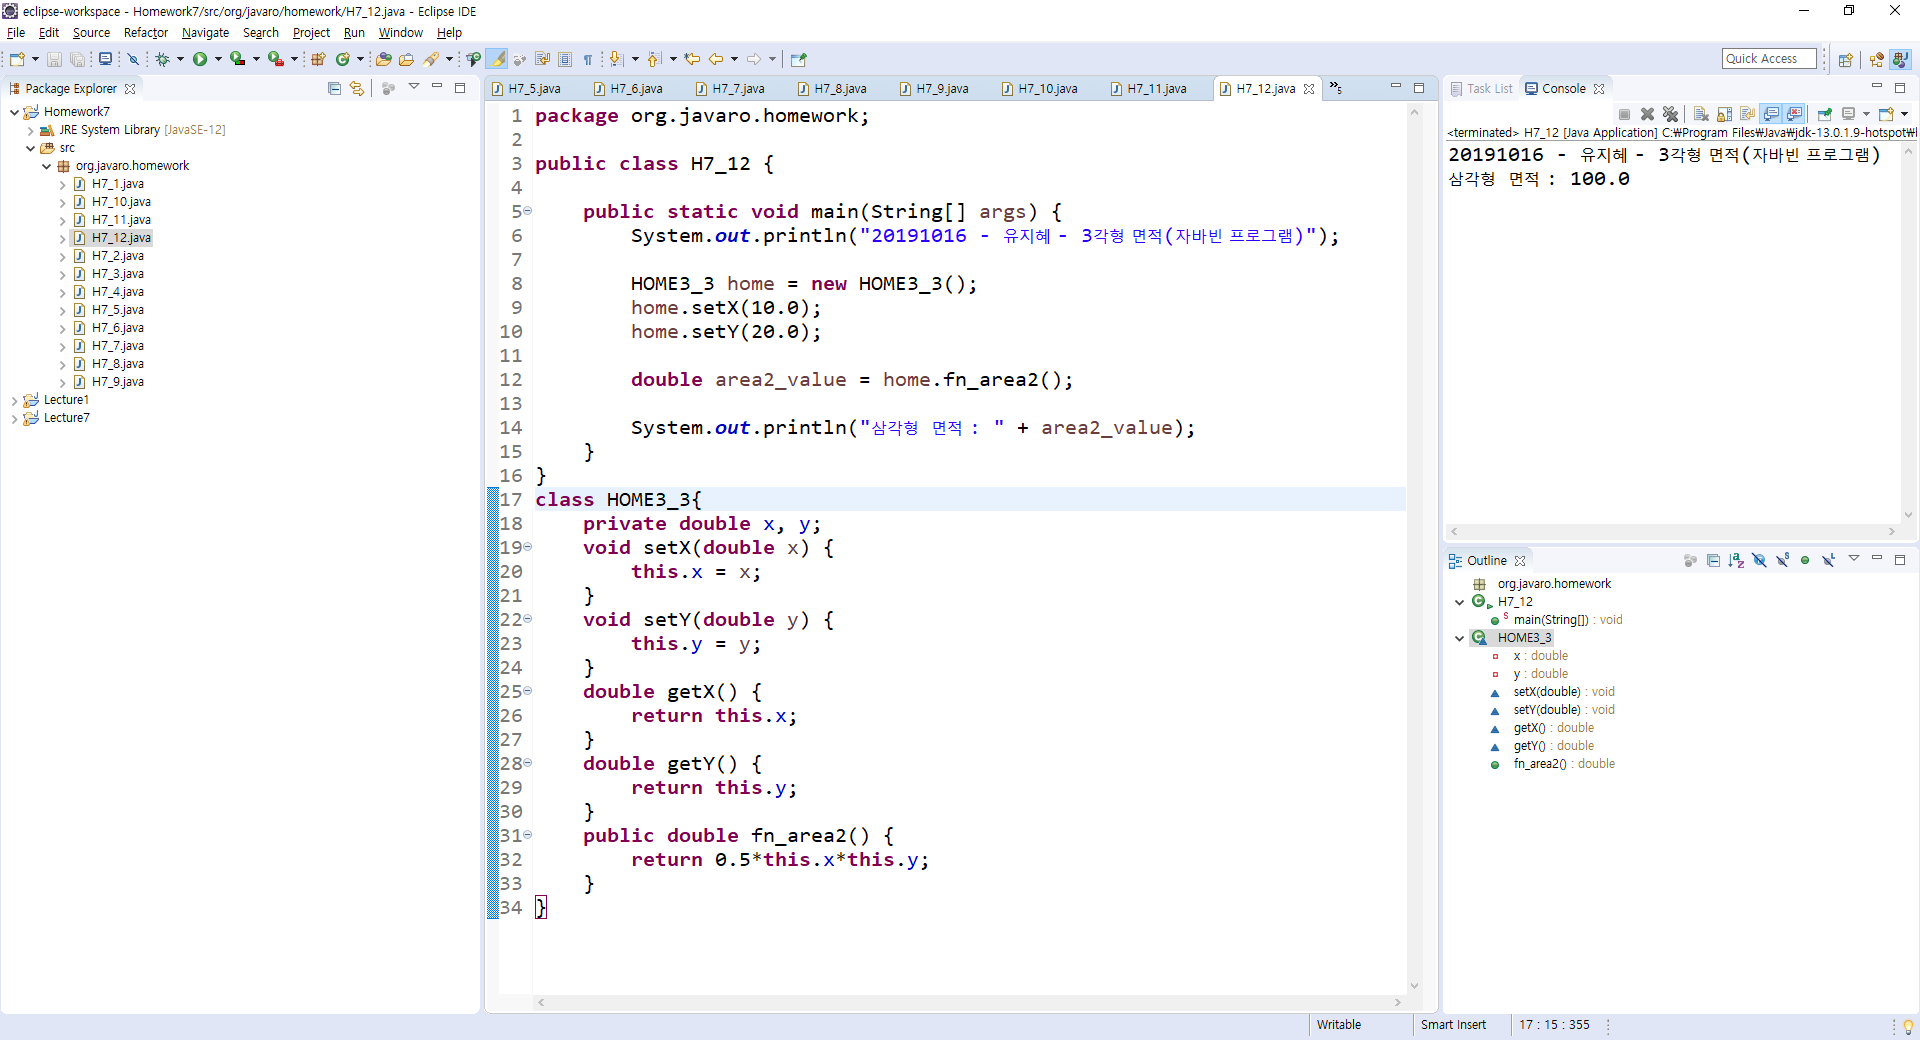 eclipse-workspace - Homework7/src/org/javaro/homework/H7_12.java - Eclipse IDE
File Edit Source Refactor Navigate Search Project Run Window Help
Quick Access
Package Explorer
Homework7
JRE System Library [JavaSE-12]
src
org.javaro.homework
H7_1.java
H7_10.java
H7_11.java
H7_12.java
H7_2.java
H7_3.java
H7_4.java
H7_5.java
H7_6.java
H7_7.java
H7_8.java
H7_9.java
Lecture1
Lecture7
H7_5.java H7_6.java H7_7.java H7_8.java H7_9.java H7_10.java H7_11.java H7_12.java »5
1 package org.javaro.homework;
2
3 public class H7_12 {
4
5 public static void main(String[] args) {
6 System.out.println("20191016 - 유지혜 - 3각형 면적(자바빈 프로그램)");
7
8 HOME3_3 home = new HOME3_3();
9 home.setX(10.0);
10 home.setY(20.0);
11
12 double area2_value = home.fn_area2();
13
14 System.out.println("삼각형 면적 : " + area2_value);
15 }
16 }
17 class HOME3_3{
18 private double x, y;
19 void setX(double x) {
20 this.x = x;
21 }
22 void setY(double y) {
23 this.y = y;
24 }
25 double getX() {
26 return this.x;
27 }
28 double getY() {
29 return this.y;
30 }
31 public double fn_area2() {
32 return 0.5*this.x*this.y;
33 }
34 }
Task List Console
<terminated> H7_12 [Java Application] C:₩Program Files₩Java₩jdk-13.0.1.9-hotspot₩
20191016 - 유지혜 - 3각형 면적(자바빈 프로그램)
삼각형 면적 : 100.0
Outline
org.javaro.homework
H7_12
main(String[]) : void
HOME3_3
x : double
y : double
setX(double) : void
setY(double) : void
getX() : double
getY() : double
fn_area2() : double
Writable Smart Insert 17 : 15 : 355